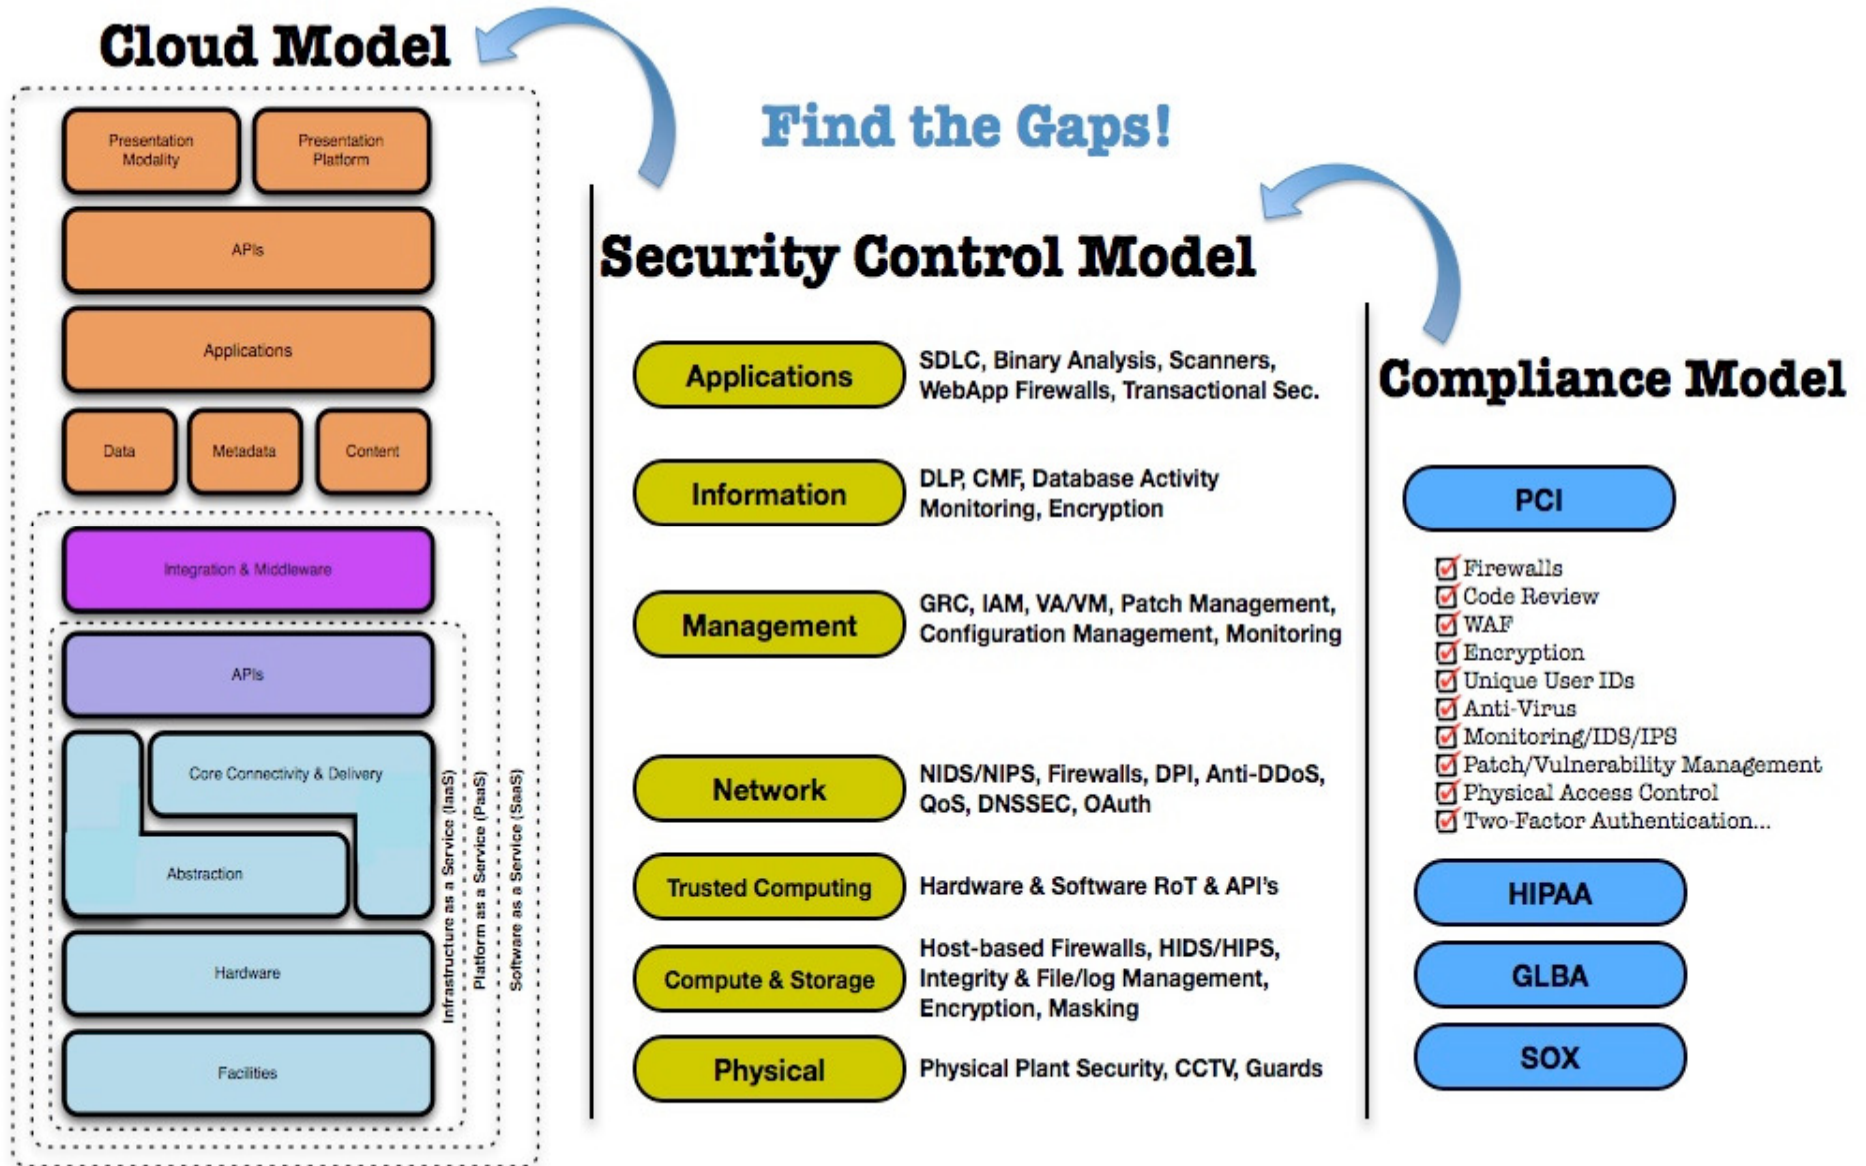 Cloud Model
Presentation
Modality
Presentation
Platform
APIs
Applications
Data
Metadata
Content
Integration & Middleware
APIs
Core Connectivity & Delivery
Abstraction
Hardware
Facilities
Infrastructure as a Service (IaaS)
Platform as a Service (PaaS)
Software as a Service (SaaS)
Find the Gaps!
Security Control Model
Applications
SDLC, Binary Analysis, Scanners,
WebApp Firewalls, Transactional Sec.
Information
DLP, CMF, Database Activity
Monitoring, Encryption
Management
GRC, IAM, VA/VM, Patch Management,
Configuration Management, Monitoring
Network
NIDS/NIPS, Firewalls, DPI, Anti-DDoS,
QoS, DNSSEC, OAuth
Trusted Computing
Hardware & Software RoT & API's
Compute & Storage
Host-based Firewalls, HIDS/HIPS,
Integrity & File/log Management,
Encryption, Masking
Physical
Physical Plant Security, CCTV, Guards
Compliance Model
PCI
Firewalls
Code Review
WAF
Encryption
Unique User IDs
Anti-Virus
Monitoring/IDS/IPS
Patch/Vulnerability Management
Physical Access Control
Two-Factor Authentication...
HIPAA
GLBA
SOX